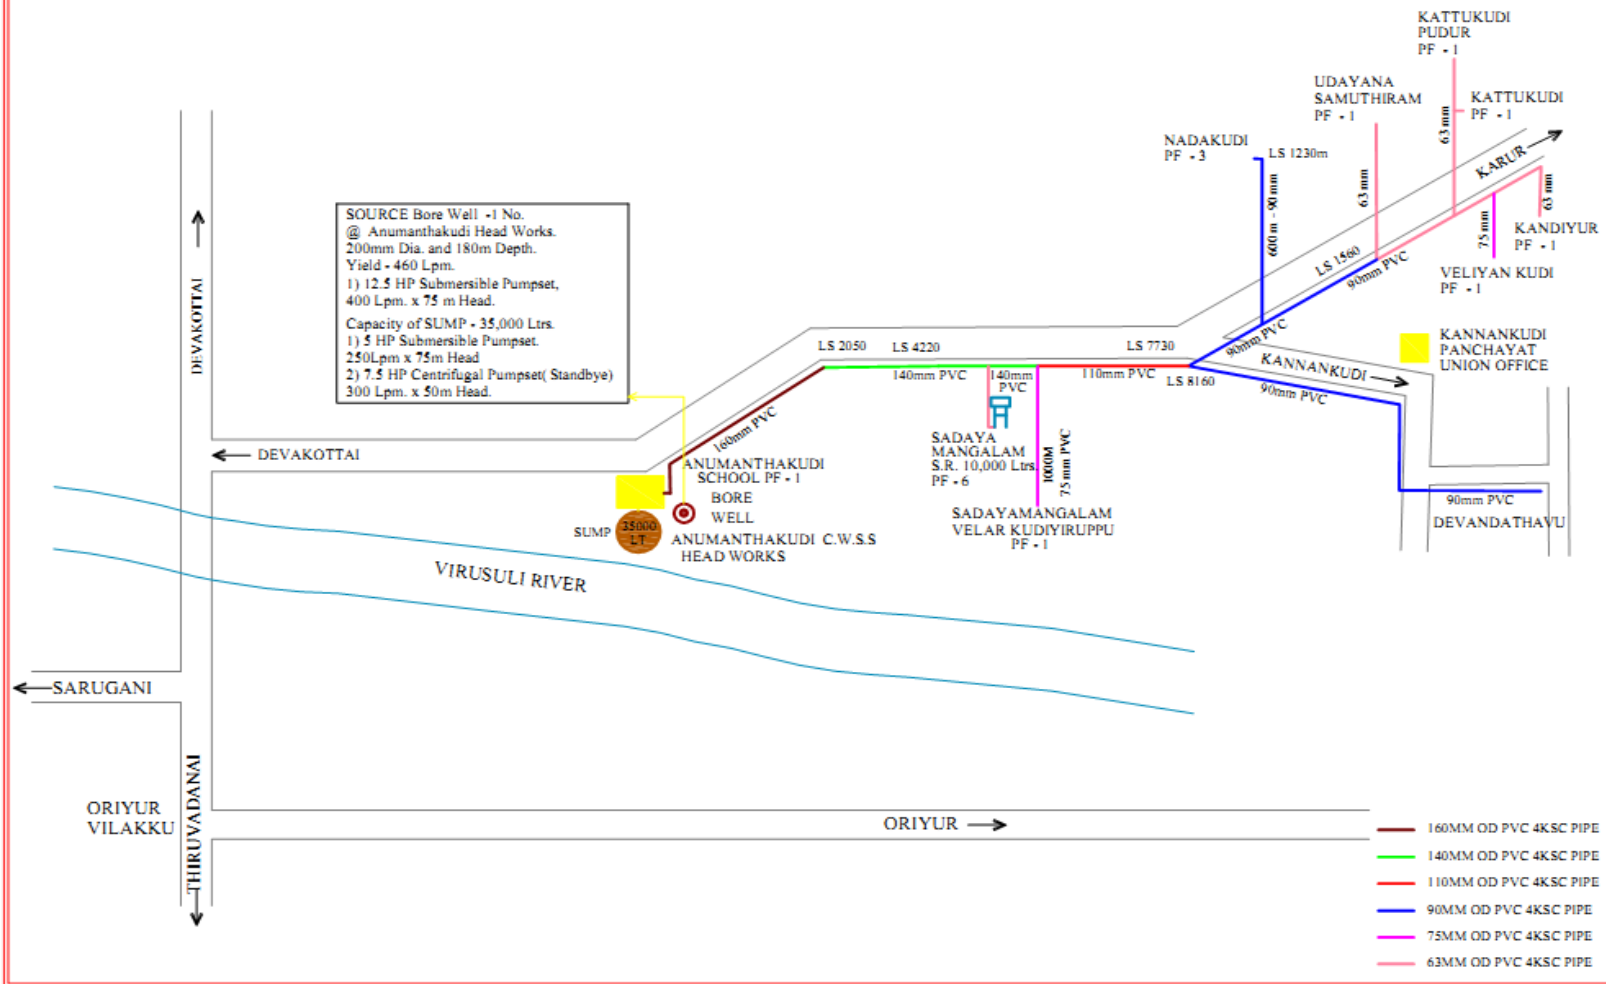 KATTUKUDI
PUDUR
PF - 1
UDAYANA
SAMUTHIRAM
PF - 1
KATTUKUDI
PF - 1
63 mm
NADAKUDI
PF - 3
LS 1230m
KARUR
63 mm
63 mm
600 m - 90mm
75 mm
KANDIYUR
PF - 1
LS 1560
90mm PVC
VELIYAN KUDI
PF - 1
SOURCE Bore Well -1 No.
@ Anumanthakudi Head Works.
200mm Dia. and 180m Depth.
Yield - 460 Lpm.
1) 12.5 HP Submersible Pumpset,
400 Lpm. x 75 m Head.
Capacity of SUMP - 35,000 Ltrs.
1) 5 HP Submersible Pumpset.
250Lpm x 75m Head
2) 7.5 HP Centrifugal Pumpset( Standbye)
300 Lpm. x 50m Head.
DEVAKOTTAI
LS 2050
LS 4220
LS 7730
90mm PVC
KANNANKUDI
PANCHAYAT
UNION OFFICE
KANNANKUDI
140mm PVC
140mm
PVC
110mm PVC
LS 8160
90mm PVC
160mm PVC
DEVAKOTTAI
SADAYA
MANGALAM
S.R. 10,000 Ltrs.
PF - 6
1000M
75 mm PVC
ANUMANTHAKUDI
SCHOOL PF - 1
BORE
WELL
90mm PVC
SADAYAMANGALAM
VELAR KUDIYIRUPPU
PF - 1
DEVANDATHAVU
SUMP
35000
LT
ANUMANTHAKUDI C.W.S.S
HEAD WORKS
VIRUSULI RIVER
SARUGANI
THIRUVADANAI
ORIYUR
VILAKKU
ORIYUR
160MM OD PVC 4KSC PIPE
140MM OD PVC 4KSC PIPE
110MM OD PVC 4KSC PIPE
90MM OD PVC 4KSC PIPE
75MM OD PVC 4KSC PIPE
63MM OD PVC 4KSC PIPE